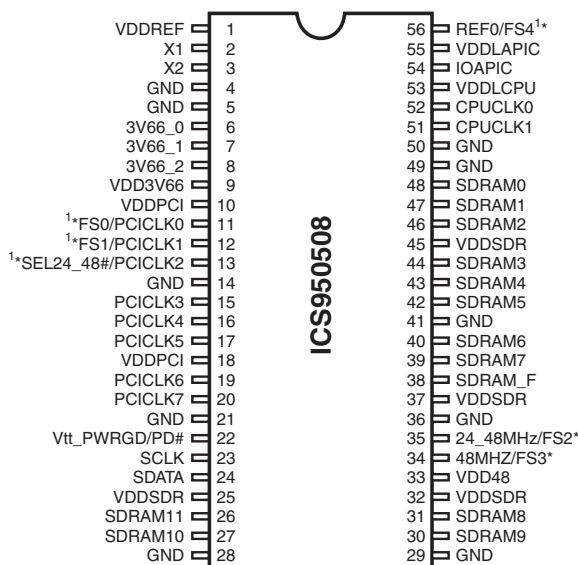 VDDREF 1 56 REF0/FS4¹*
X1 2 55 VDDLAPIC
X2 3 54 IOAPIC
GND 4 53 VDDLCPU
GND 5 52 CPUCLK0
3V66_0 6 51 CPUCLK1
3V66_1 7 50 GND
3V66_2 8 49 GND
VDD3V66 9 48 SDRAM0
VDDPCI 10 47 SDRAM1
¹*FS0/PCICLK0 11 46 SDRAM2
¹*FS1/PCICLK1 12 45 VDDSDR
¹*SEL24_48#/PCICLK2 13 44 SDRAM3
GND 14 43 SDRAM4
PCICLK3 15 42 SDRAM5
PCICLK4 16 41 GND
PCICLK5 17 40 SDRAM6
VDDPCI 18 39 SDRAM7
PCICLK6 19 38 SDRAM_F
PCICLK7 20 37 VDDSDR
GND 21 36 GND
Vtt_PWRGD/PD# 22 35 24_48MHz/FS2*
SCLK 23 34 48MHZ/FS3*
SDATA 24 33 VDD48
VDDSDR 25 32 VDDSDR
SDRAM11 26 31 SDRAM8
SDRAM10 27 30 SDRAM9
GND 28 29 GND
ICS950508